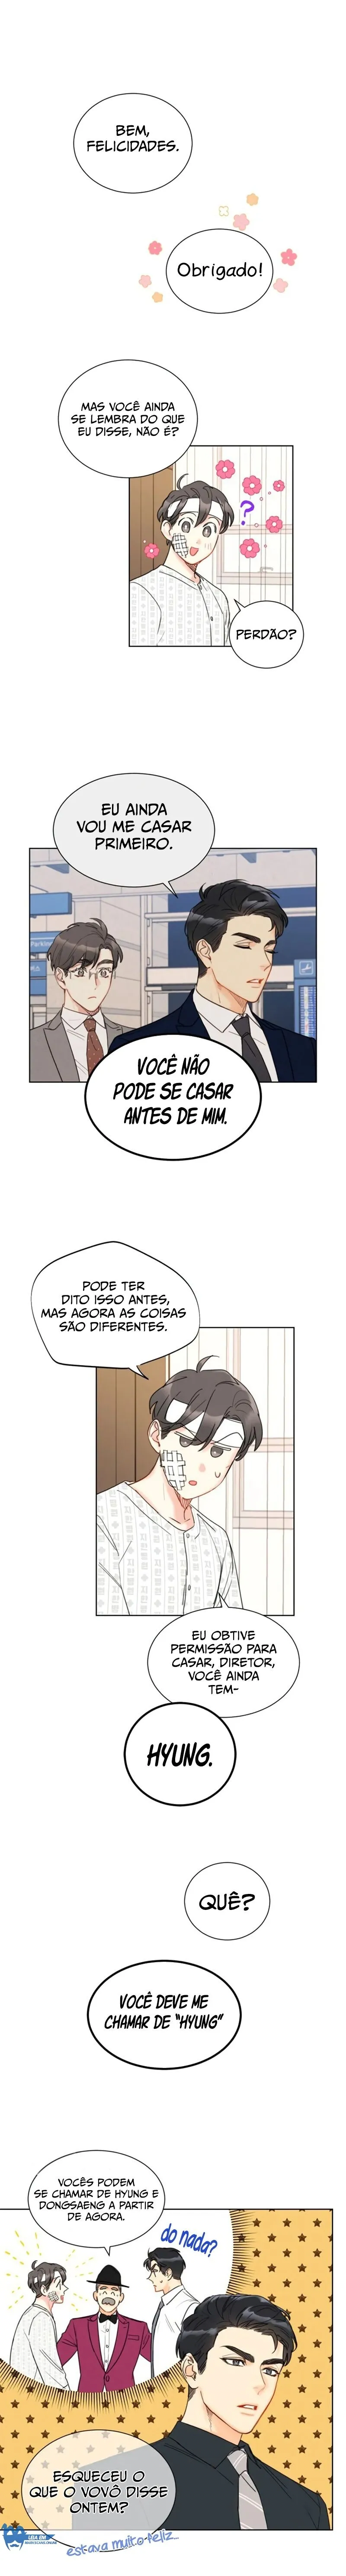 BEM,
FELICIDADES.
Obrigado!
MAS VOCÊ AINDA
SE LEMBRA DO QUE
EU DISSE, NÃO É?
?
PERDÃO?
EU AINDA
VOU ME CASAR
PRIMEIRO.
VOCÊ NÃO
PODE SE CASAR
ANTES DE MIM.
PODE TER
DITO ISSO ANTES,
MAS AGORA AS COISAS
SÃO DIFERENTES.
EU OBTIVE
PERMISSÃO PARA
CASAR, DIRETOR,
VOCÊ AINDA
TEM-
HYUNG.
QUÊ?
VOCÊ DEVE ME
CHAMAR DE "HYUNG"
VOCÊS PODEM
SE CHAMAR DE HYUNG E
DONGSAENG A PARTIR
DE AGORA.
do nada?
ESQUECEU O
QUE O VOVÔ DISSE
ONTEM?
LEIA EM
estava muito feliz...